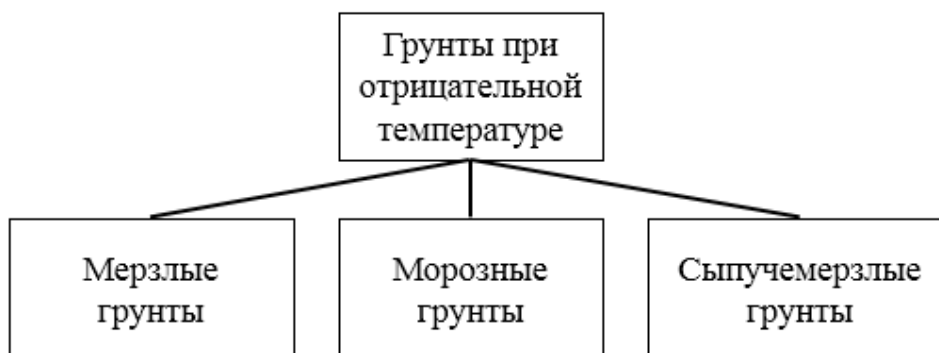 Грунты при
отрицательной
температуре
Мерзлые
грунты
Морозные
грунты
Сыпучемерзлые
грунты